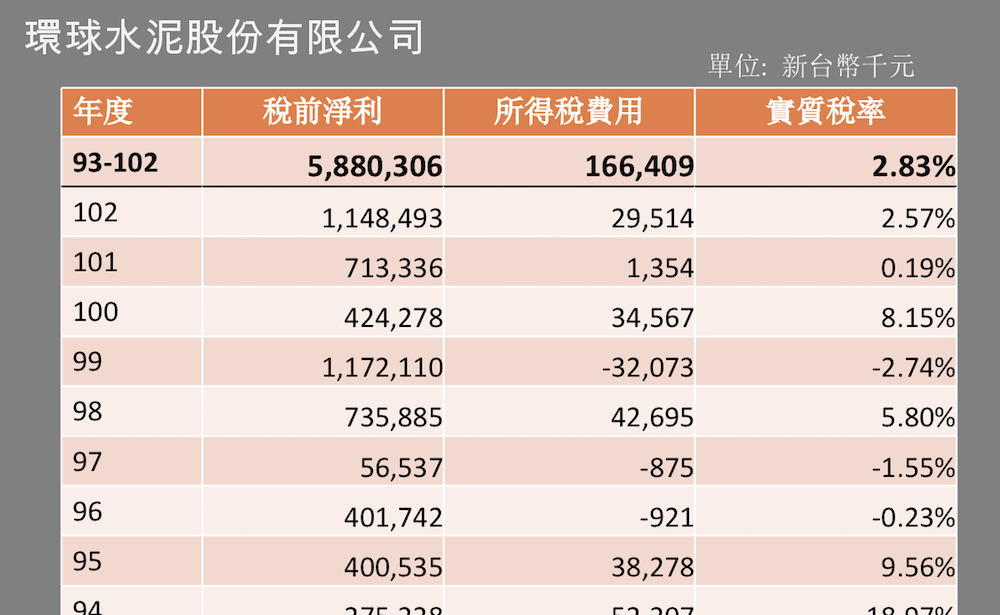 環球水泥股份有限公司
單位: 新台幣千元
年度 稅前淨利 所得稅費用 實質稅率
93-102 5,880,306 166,409 2.83%
102 1,148,493 29,514 2.57%
101 713,336 1,354 0.19%
100 424,278 34,567 8.15%
99 1,172,110 -32,073 -2.74%
98 735,885 42,695 5.80%
97 56,537 -875 -1.55%
96 401,742 -921 -0.23%
95 400,535 38,278 9.56%
94